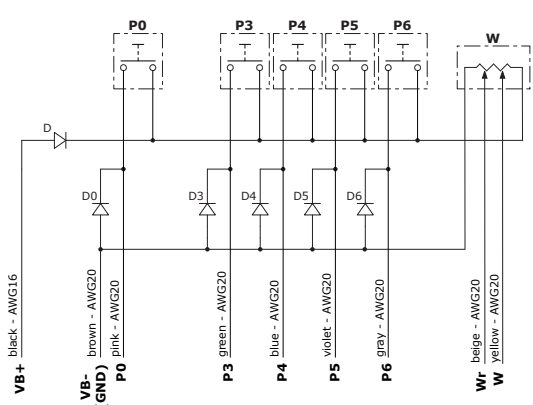 P0
P3
P4
P5
P6
W
D
D0
D3
D4
D5
D6
black - AWG16
brown - AWG20
pink - AWG20
green - AWG20
blue - AWG20
violet - AWG20
gray - AWG20
beige - AWG20
yellow - AWG20
VB+
VB-
(GND)
P0
P3
P4
P5
P6
Wr
W